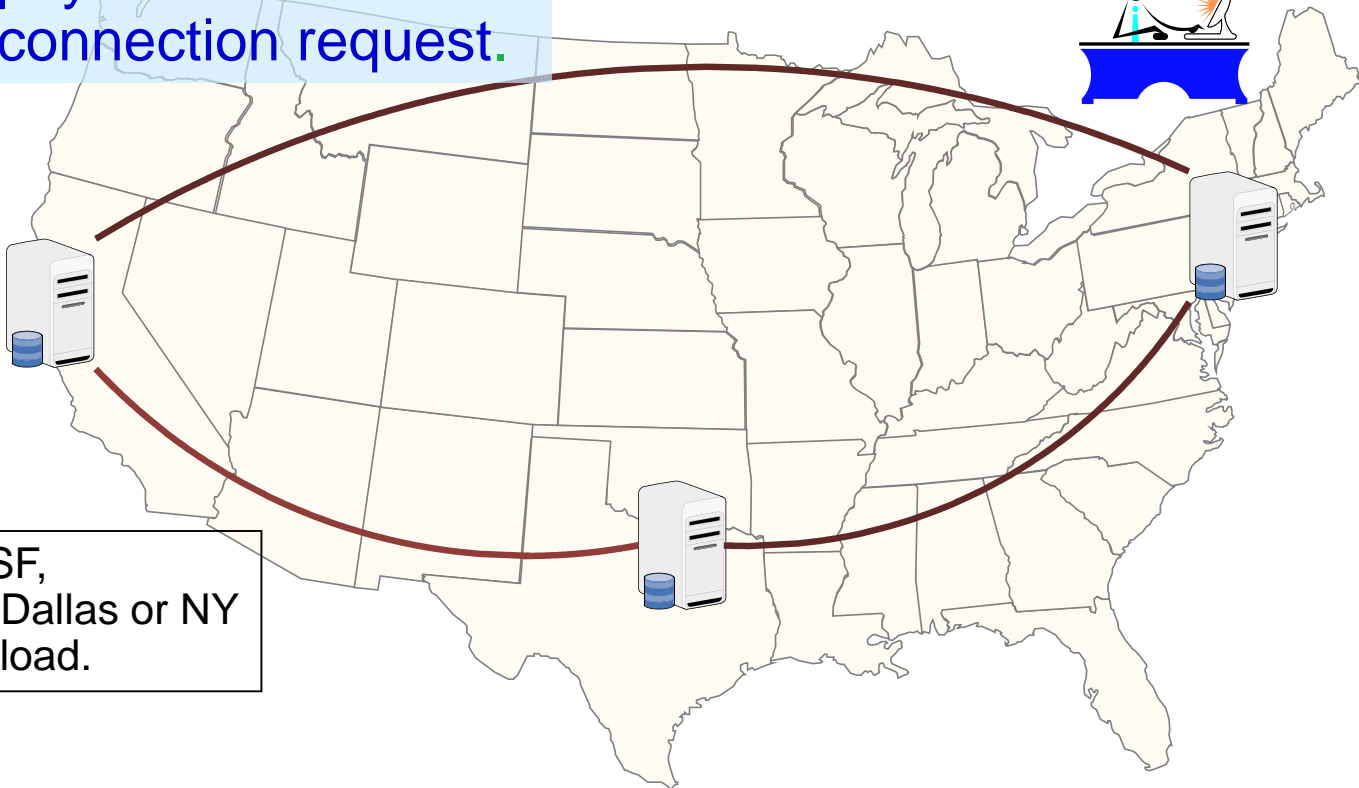 connection request.
SF,
Dallas or NY
load.